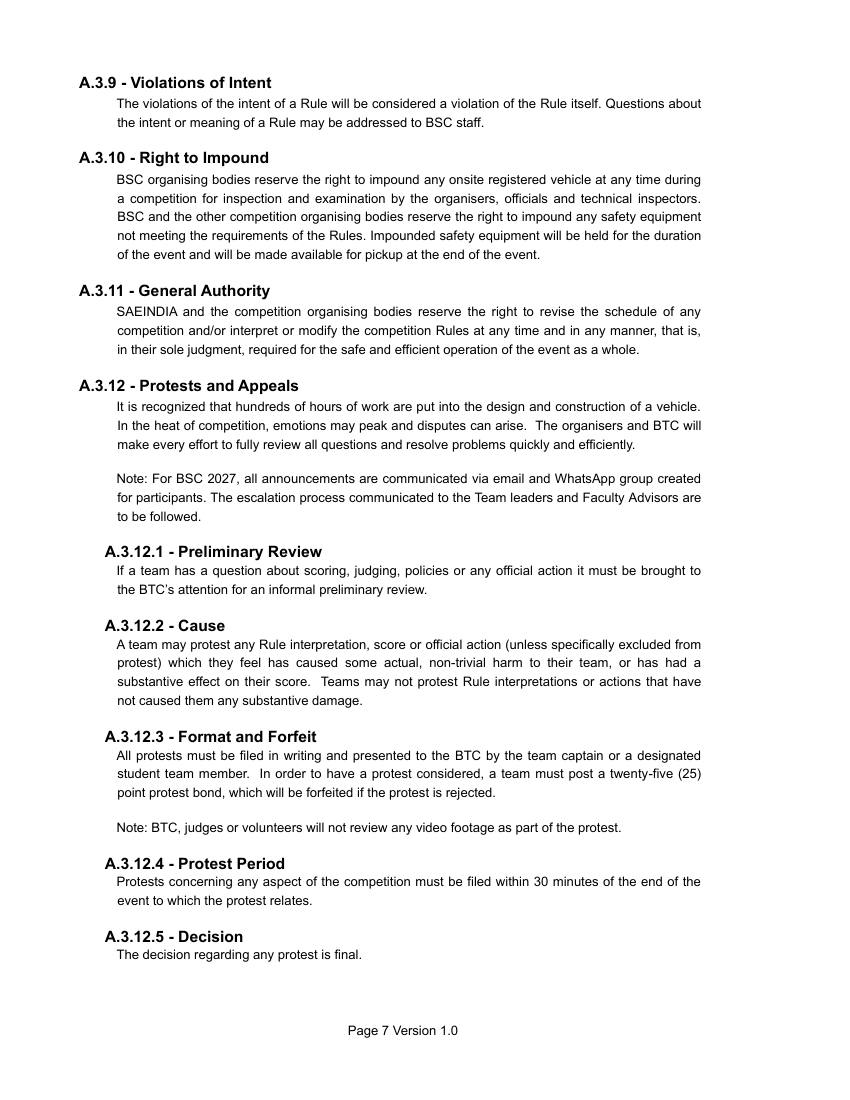 A.3.9 - Violations of Intent
The violations of the intent of a Rule will be considered a violation of the Rule itself. Questions about
the intent or meaning of a Rule may be addressed to BSC staff.
A.3.10 - Right to Impound
BSC organising bodies reserve the right to impound any onsite registered vehicle at any time during
a competition for inspection and examination by the organisers, officials and technical inspectors.
BSC and the other competition organising bodies reserve the right to impound any safety equipment
not meeting the requirements of the Rules. Impounded safety equipment will be held for the duration
of the event and will be made available for pickup at the end of the event.
A.3.11 - General Authority
SAEINDIA and the competition organising bodies reserve the right to revise the schedule of any
competition and/or interpret or modify the competition Rules at any time and in any manner, that is,
in their sole judgment, required for the safe and efficient operation of the event as a whole.
A.3.12 - Protests and Appeals
It is recognized that hundreds of hours of work are put into the design and construction of a vehicle.
In the heat of competition, emotions may peak and disputes can arise.  The organisers and BTC will
make every effort to fully review all questions and resolve problems quickly and efficiently.
Note: For BSC 2027, all announcements are communicated via email and WhatsApp group created
for participants. The escalation process communicated to the Team leaders and Faculty Advisors are
to be followed.
A.3.12.1 - Preliminary Review
If a team has a question about scoring, judging, policies or any official action it must be brought to
the BTC's attention for an informal preliminary review.
A.3.12.2 - Cause
A team may protest any Rule interpretation, score or official action (unless specifically excluded from
protest) which they feel has caused some actual, non-trivial harm to their team, or has had a
substantive effect on their score.  Teams may not protest Rule interpretations or actions that have
not caused them any substantive damage.
A.3.12.3 - Format and Forfeit
All protests must be filed in writing and presented to the BTC by the team captain or a designated
student team member.  In order to have a protest considered, a team must post a twenty-five (25)
point protest bond, which will be forfeited if the protest is rejected.
Note: BTC, judges or volunteers will not review any video footage as part of the protest.
A.3.12.4 - Protest Period
Protests concerning any aspect of the competition must be filed within 30 minutes of the end of the
event to which the protest relates.
A.3.12.5 - Decision
The decision regarding any protest is final.
Page 7 Version 1.0